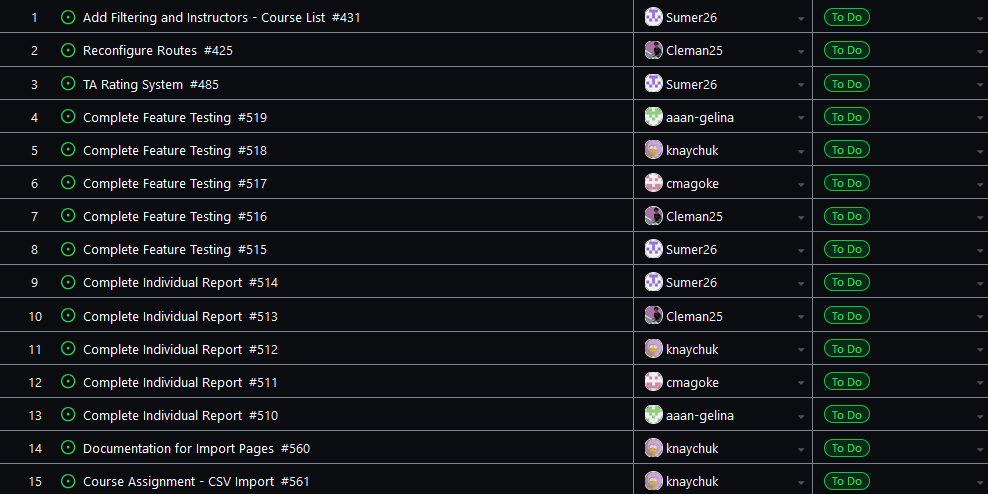 1 Add Filtering and Instructors - Course List #431 Sumer26 To Do
2 Reconfigure Routes #425 Cleman25 To Do
3 TA Rating System #485 Sumer26 To Do
4 Complete Feature Testing #519 aaan-gelina To Do
5 Complete Feature Testing #518 knaychuk To Do
6 Complete Feature Testing #517 cmagoke To Do
7 Complete Feature Testing #516 Cleman25 To Do
8 Complete Feature Testing #515 Sumer26 To Do
9 Complete Individual Report #514 Sumer26 To Do
10 Complete Individual Report #513 Cleman25 To Do
11 Complete Individual Report #512 knaychuk To Do
12 Complete Individual Report #511 cmagoke To Do
13 Complete Individual Report #510 aaan-gelina To Do
14 Documentation for Import Pages #560 knaychuk To Do
15 Course Assignment - CSV Import #561 knaychuk To Do